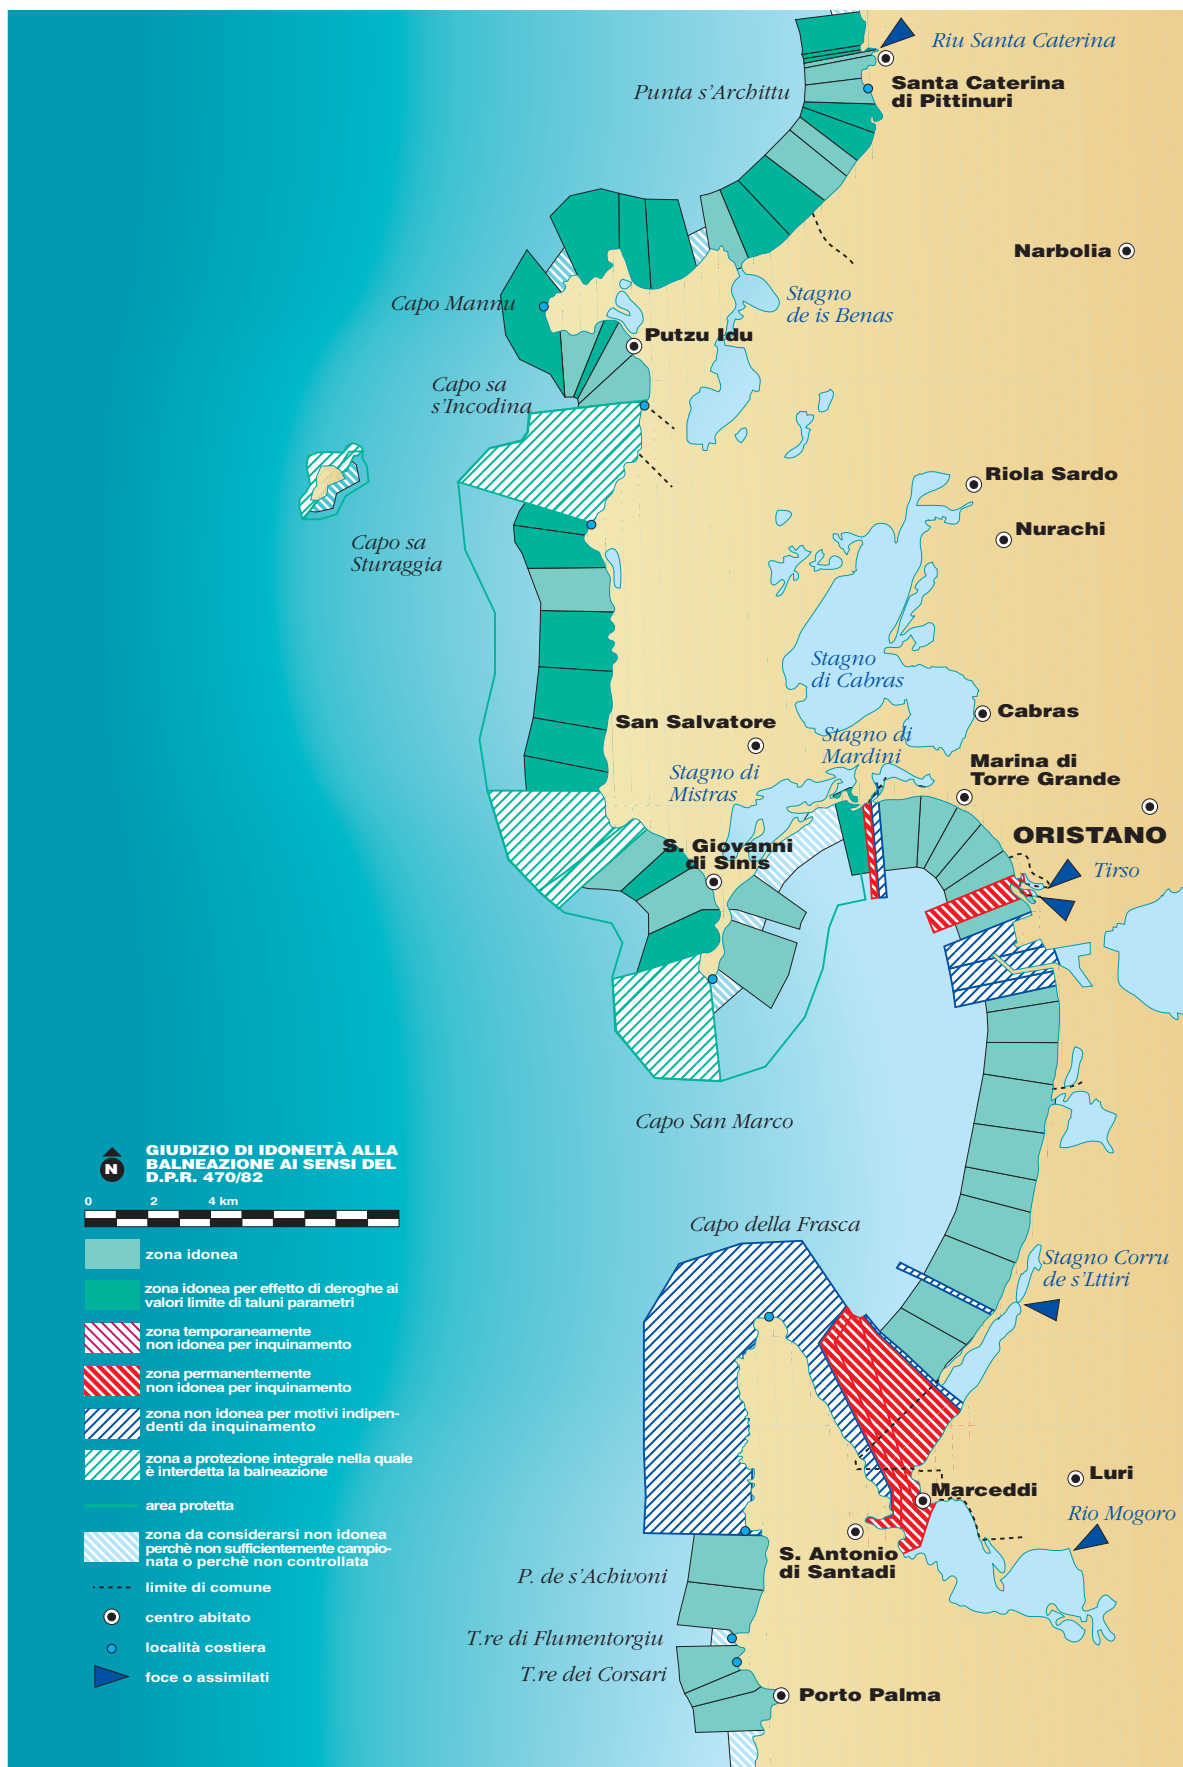 Riu Santa Caterina
Punta s'Archittu
Santa Caterina
di Pittinuri
Narbolia
Stagno
de is Benas
Capo Mannu
Putzu Idu
Capo sa
s'Incodina
Riola Sardo
Nurachi
Capo sa
Sturaggia
Stagno
di Cabras
Cabras
San Salvatore
Stagno di
Mardini
Marina di
Torre Grande
Stagno di
Mistras
ORISTANO
S. Giovanni
di Sinis
Tirso
Capo San Marco
GIUDIZIO DI IDONEITÀ ALLA
BALNEAZIONE AI SENSI DEL
D.P.R. 470/82
N
0 2 4 km
Capo della Frasca
zona idonea
Stagno Corru
de s'Lttiri
zona idonea per effetto di deroghe ai
valori limite di taluni parametri
zona temporaneamente
non idonea per inquinamento
zona permanentemente
non idonea per inquinamento
zona non idonea per motivi indipen-
denti da inquinamento
zona a protezione integrale nella quale
è interdetta la balneazione
area protetta
zona da considerarsi non idonea
perchè non sufficientemente campio-
nata o perchè non controllata
limite di comune
centro abitato
località costiera
foce o assimilati
Luri
Marceddi
Rio Mogoro
S. Antonio
di Santadi
P. de s'Achivoni
T.re di Flumentorgiu
T.re dei Corsari
Porto Palma